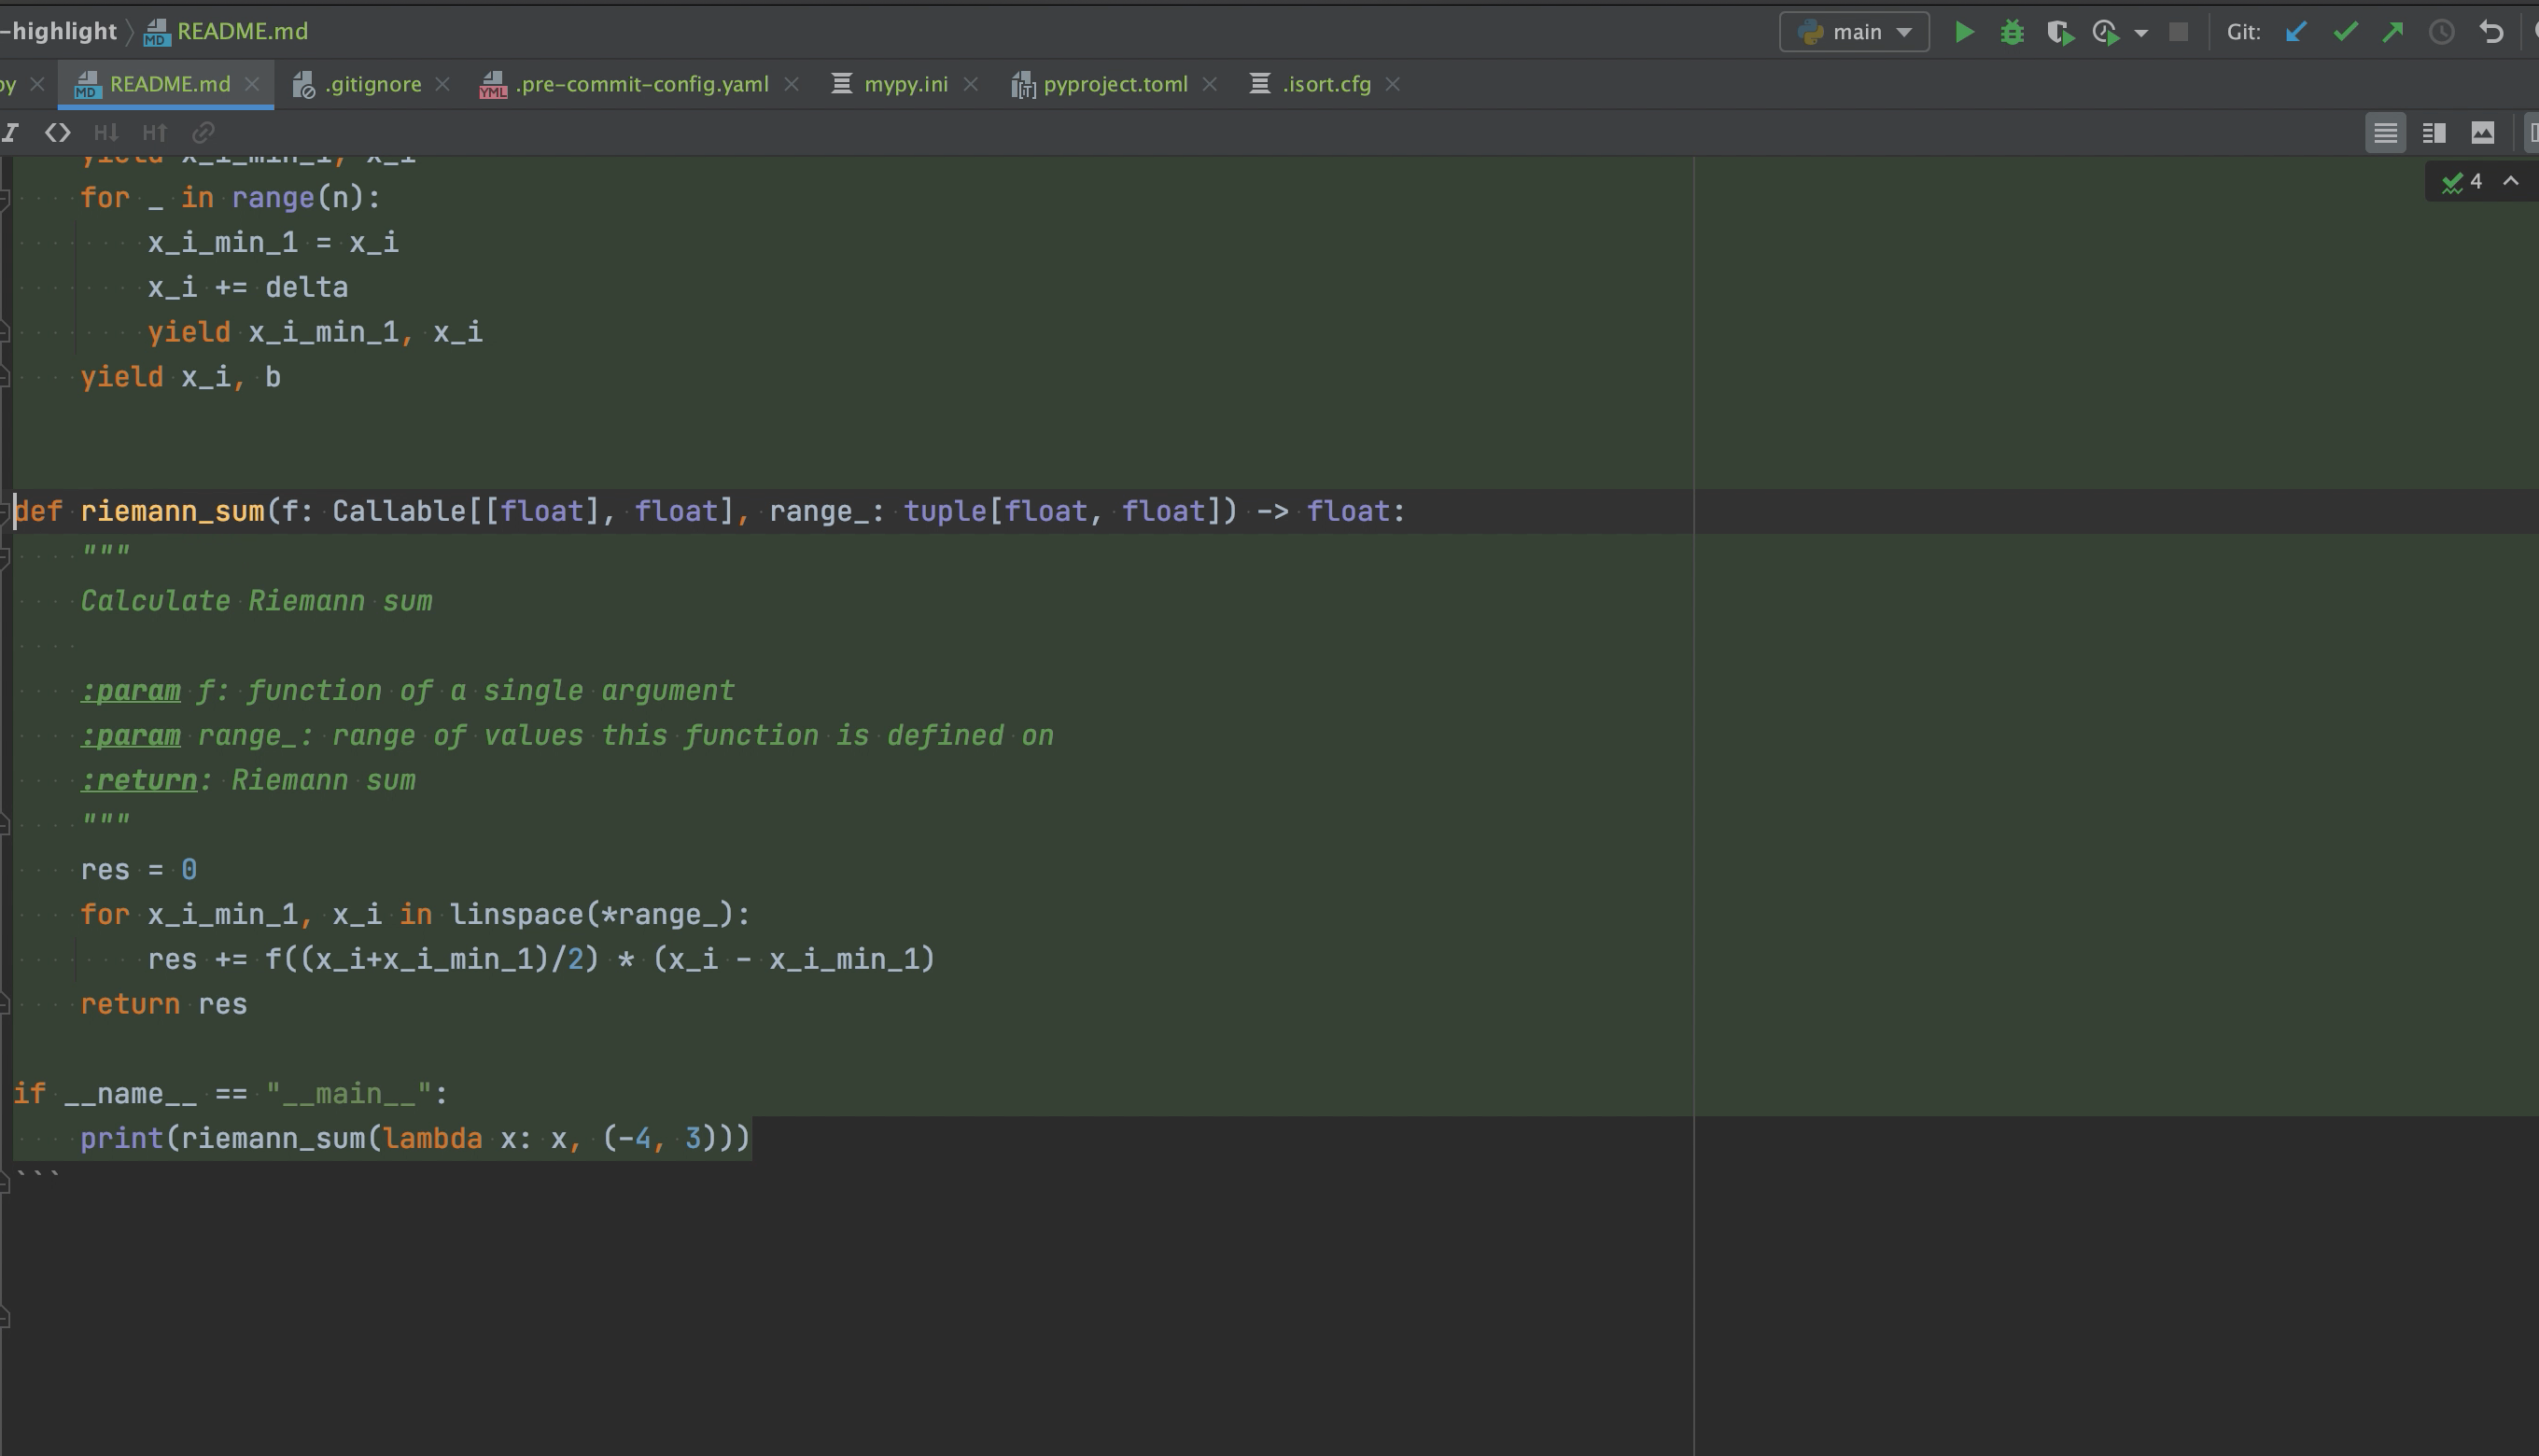 -highlight README.md main Git:
py README.md .gitignore .pre-commit-config.yaml mypy.ini pyproject.toml .isort.cfg
yield x_i_min_1, x_i
4
for _ in range(n):
x_i_min_1 = x_i
x_i += delta
yield x_i_min_1, x_i
yield x_i, b
def riemann_sum(f: Callable[[float], float], range_: tuple[float, float]) -> float:
"""
Calculate Riemann sum
:param f: function of a single argument
:param range_: range of values this function is defined on
:return: Riemann sum
"""
res = 0
for x_i_min_1, x_i in linspace(*range_):
res += f((x_i+x_i_min_1)/2) * (x_i - x_i_min_1)
return res
if __name__ == "__main__":
print(riemann_sum(lambda x: x, (-4, 3)))
```